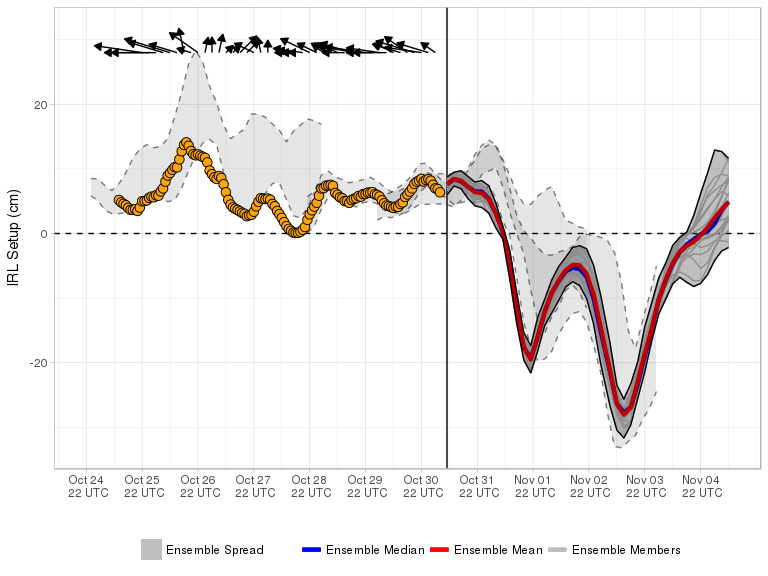 IRL Setup (cm)
20
0
-20
Oct 24 Oct 25 Oct 26 Oct 27 Oct 28 Oct 29 Oct 30 Oct 31 Nov 01 Nov 02 Nov 03 Nov 04
22 UTC 22 UTC 22 UTC 22 UTC 22 UTC 22 UTC 22 UTC 22 UTC 22 UTC 22 UTC 22 UTC 22 UTC
Ensemble Spread Ensemble Median Ensemble Mean Ensemble Members